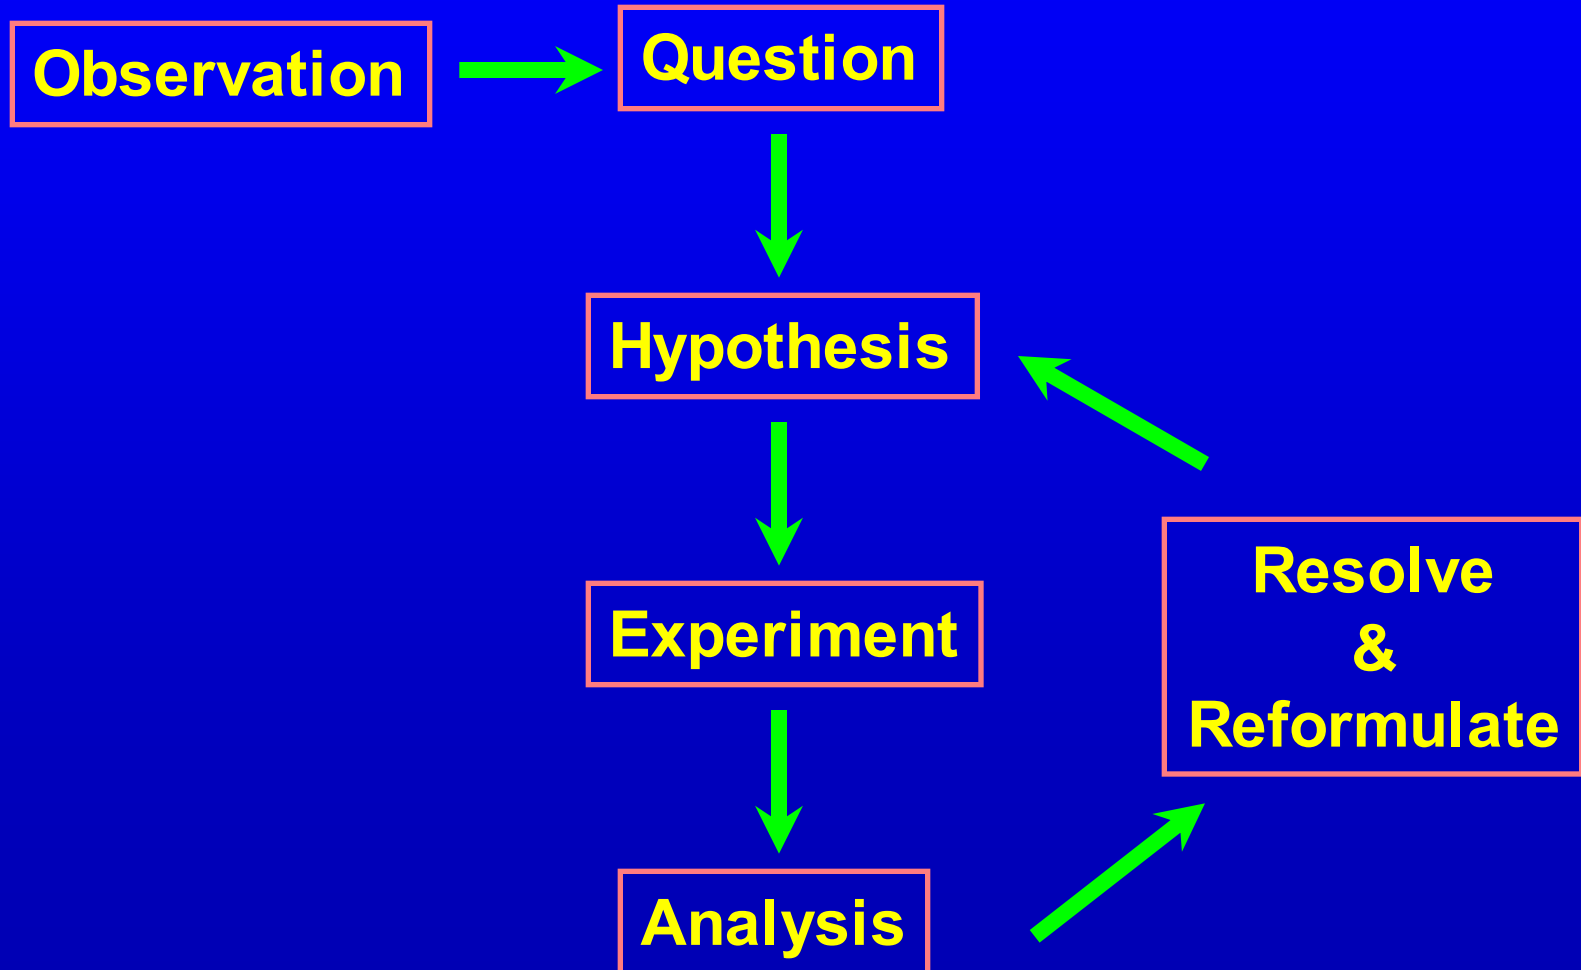 Observation
Question
Hypothesis
Experiment
Resolve
&
Reformulate
Analysis